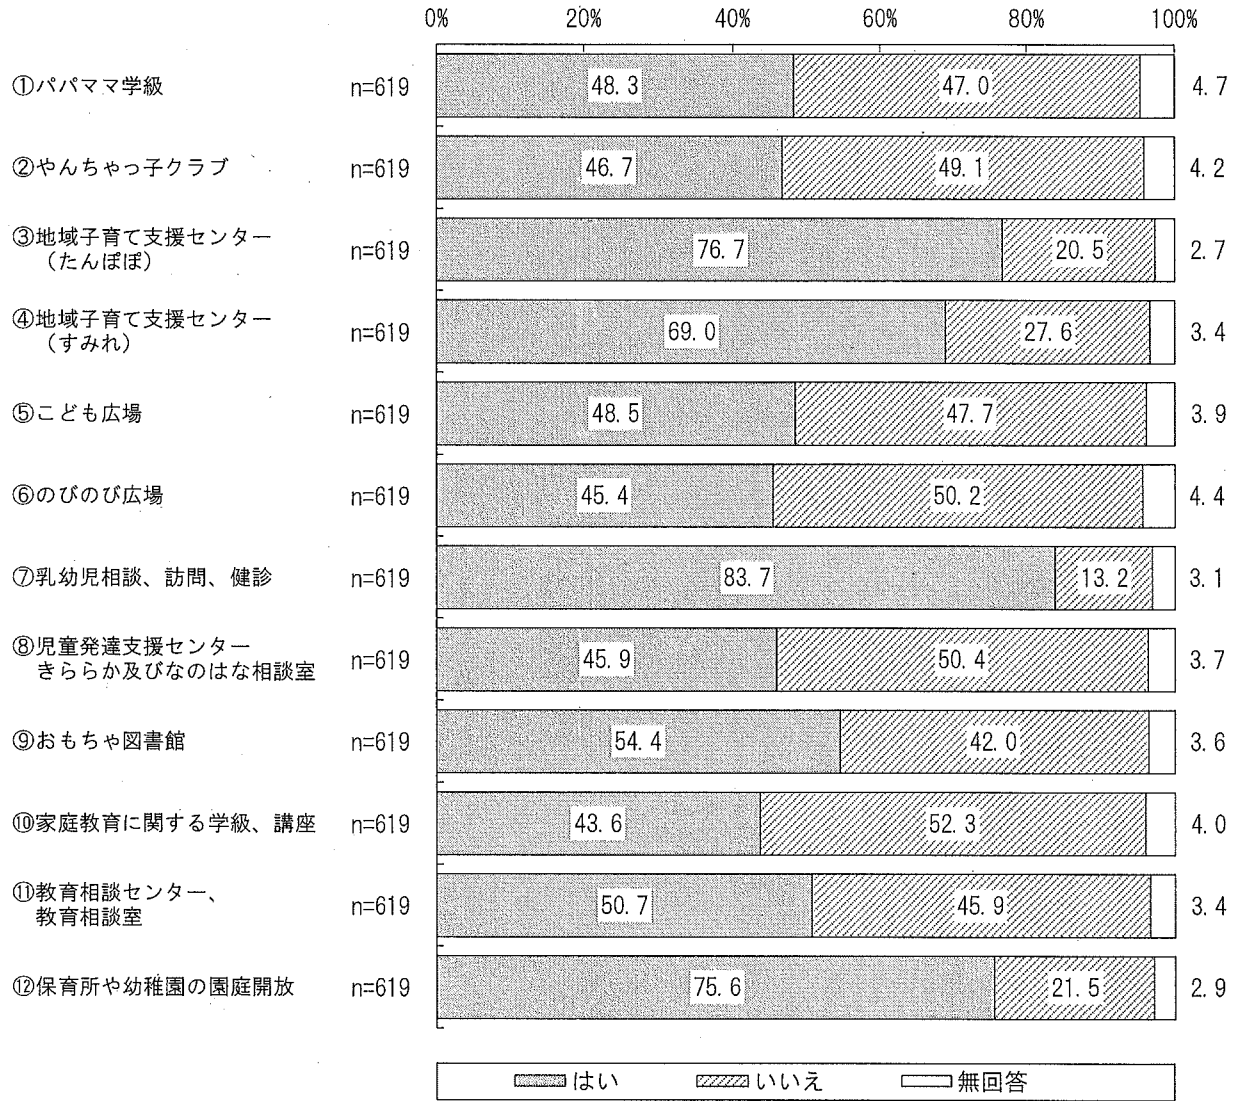 0% 20% 40% 60% 80% 100%
①パパママ学級 n=619 48.3 47.0 4.7
②やんちゃっ子クラブ n=619 46.7 49.1 4.2
③地域子育て支援センター
（たんぽぽ） n=619 76.7 20.5 2.7
④地域子育て支援センター
（すみれ） n=619 69.0 27.6 3.4
⑤こども広場 n=619 48.5 47.7 3.9
⑥のびのび広場 n=619 45.4 50.2 4.4
⑦乳幼児相談、訪問、健診 n=619 83.7 13.2 3.1
⑧児童発達支援センター
きららか及びなのはな相談室 n=619 45.9 50.4 3.7
⑨おもちゃ図書館 n=619 54.4 42.0 3.6
⑩家庭教育に関する学級、講座 n=619 43.6 52.3 4.0
⑪教育相談センター、
教育相談室 n=619 50.7 45.9 3.4
⑫保育所や幼稚園の園庭開放 n=619 75.6 21.5 2.9
はい いいえ 無回答